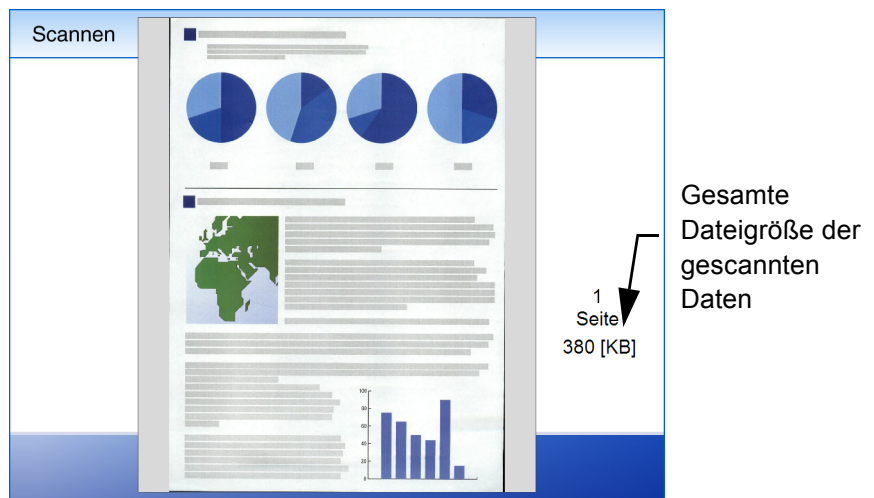 Scannen
1
Seite
380 [KB]
Gesamte
Dateigröße der
gescannten
Daten
100
80
60
40
20
0